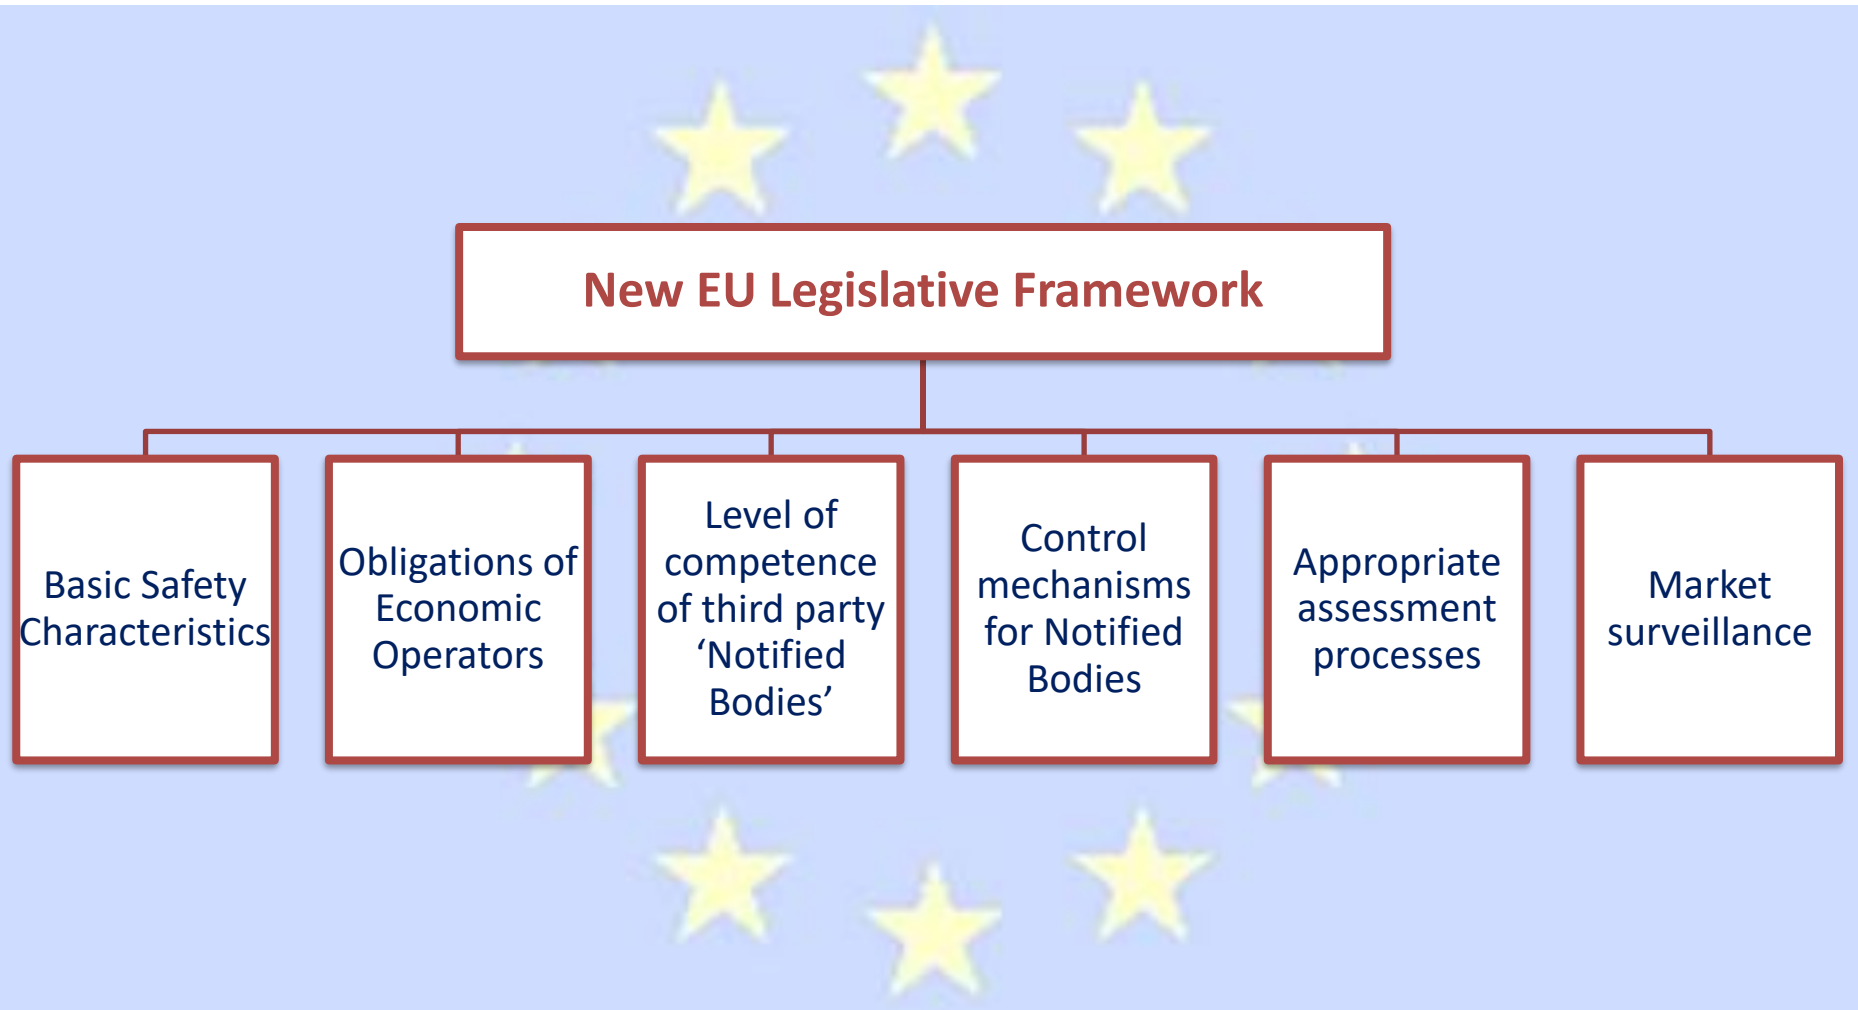 New EU Legislative Framework
Basic Safety
Characteristics
Obligations of
Economic
Operators
Level of
competence
of third party
‘Notified
Bodies’
Control
mechanisms
for Notified
Bodies
Appropriate
assessment
processes
Market
surveillance